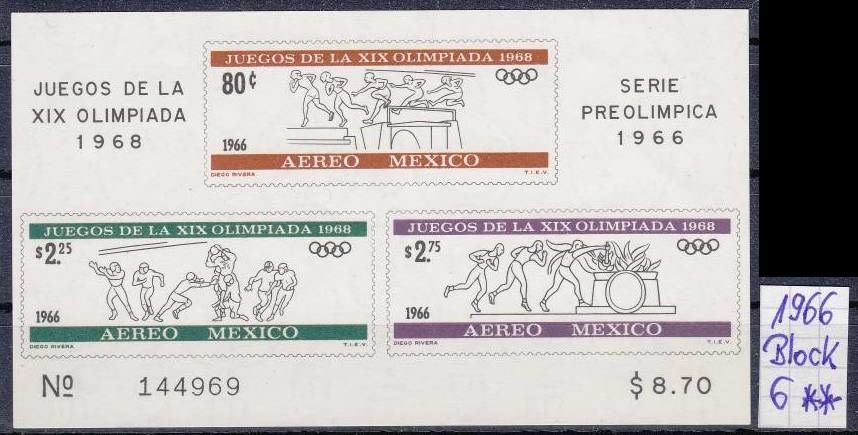 JUEGOS DE LA
XIX OLIMPIADA
1968
JUEGOS DE LA XIX OLIMPIADA 1968
80¢
1966
AEREO MEXICO
DIEGO RIVERA T.I.E.V.
SERIE
PREOLIMPICA
1966
JUEGOS DE LA XIX OLIMPIADA 1968
$2.25
1966
AEREO MEXICO
DIEGO RIVERA T.I.E.V.
JUEGOS DE LA XIX OLIMPIADA 1968
$2.75
1966
AEREO MEXICO
DIEGO RIVERA T.I.E.V.
Nº 144969 $8.70
1966
Block
6 **